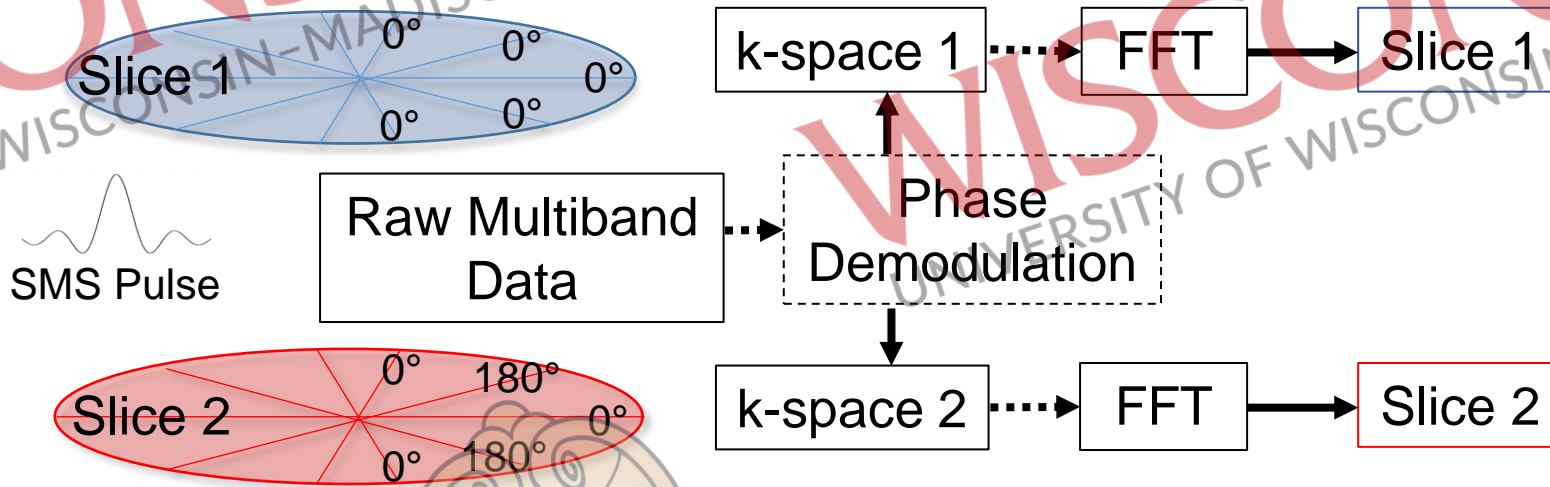 Slice 1
0°
0°
0°
0°
0°
k-space 1
FFT
Slice 1
SMS Pulse
Raw Multiband
Data
Phase
Demodulation
Slice 2
0°
180°
0°
180°
0°
k-space 2
FFT
Slice 2
WISCONSIN-MADISON
WISCONSIN
UNIVERSITY OF WISCONSIN